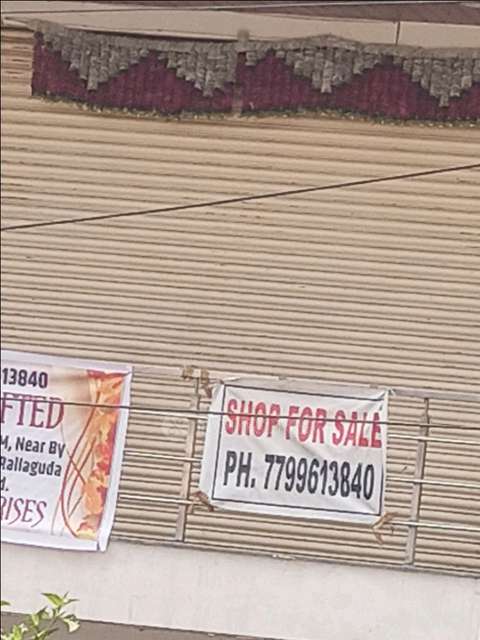 13840
FTED
M, Near By
Rallaguda
d.
RISES
SHOP FOR SALE
PH. 7799613840